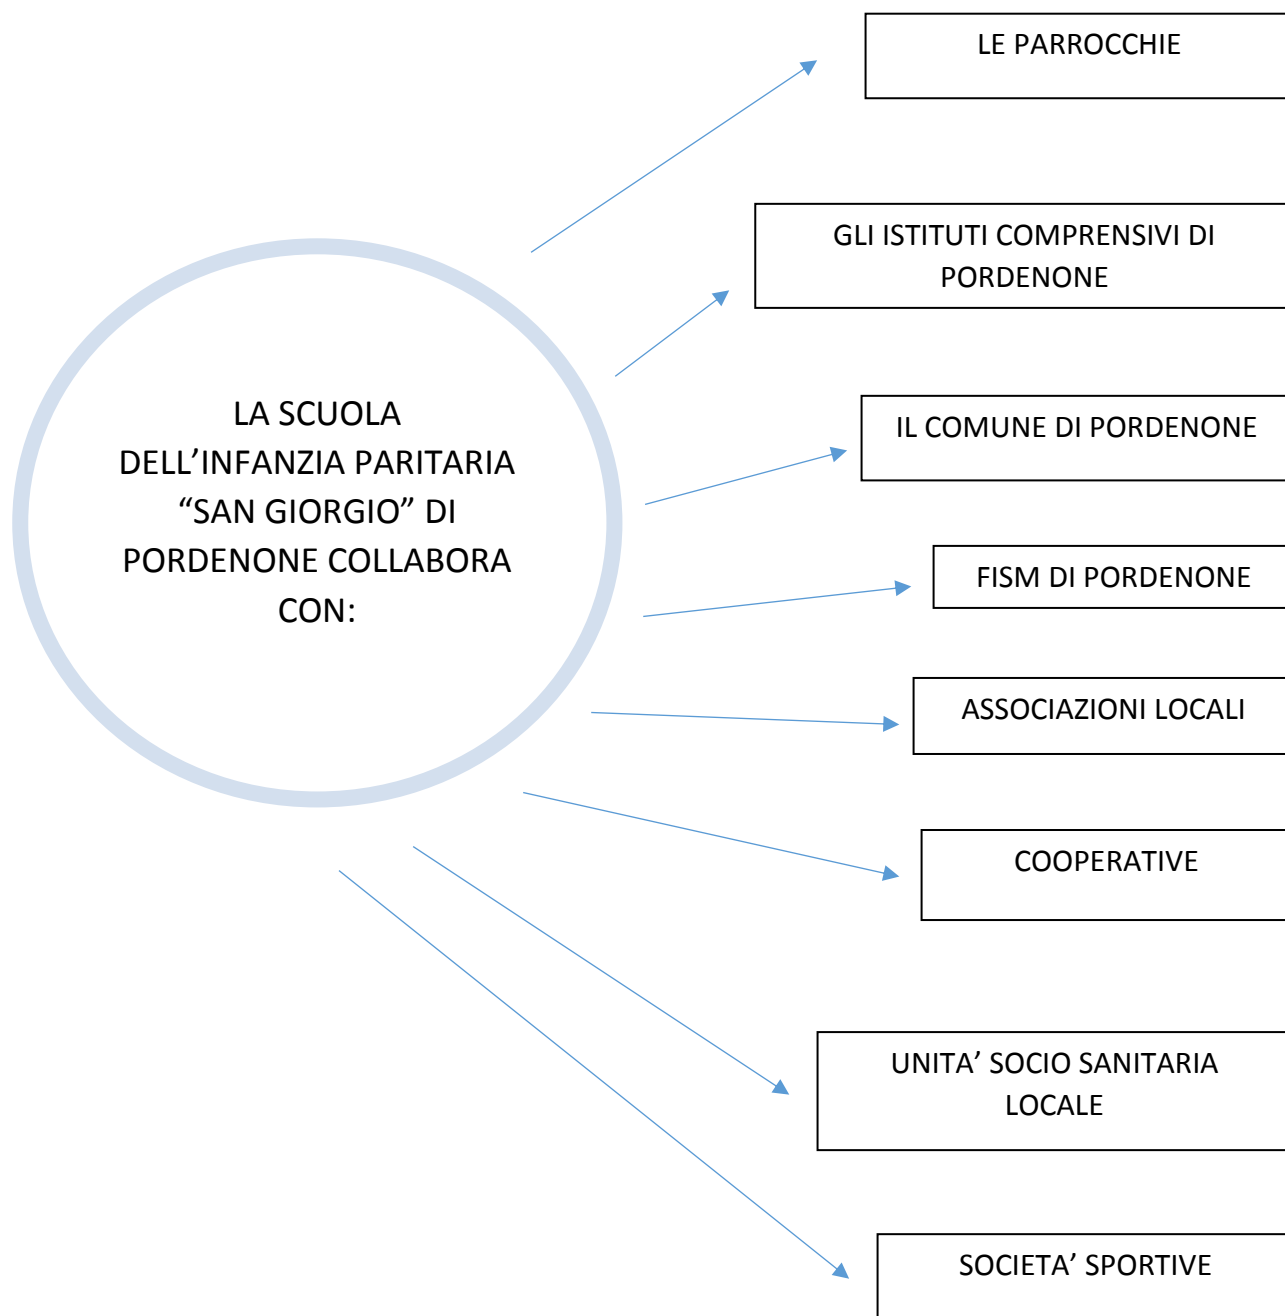 LE PARROCCHIE
GLI ISTITUTI COMPRENSIVI DI
PORDENONE
LA SCUOLA
DELL’INFANZIA PARITARIA
“SAN GIORGIO” DI
PORDENONE COLLABORA
CON:
IL COMUNE DI PORDENONE
FISM DI PORDENONE
ASSOCIAZIONI LOCALI
COOPERATIVE
UNITA’ SOCIO SANITARIA
LOCALE
SOCIETA’ SPORTIVE